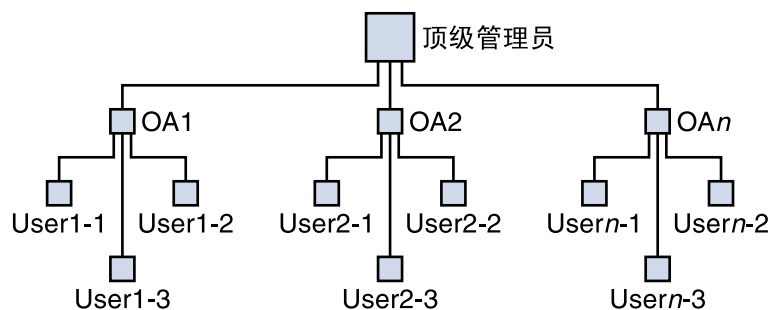 顶级管理员
OA1
OA2
OAn
User1-1
User1-2
User2-1
User2-2
Usern-1
Usern-2
User1-3
User2-3
Usern-3